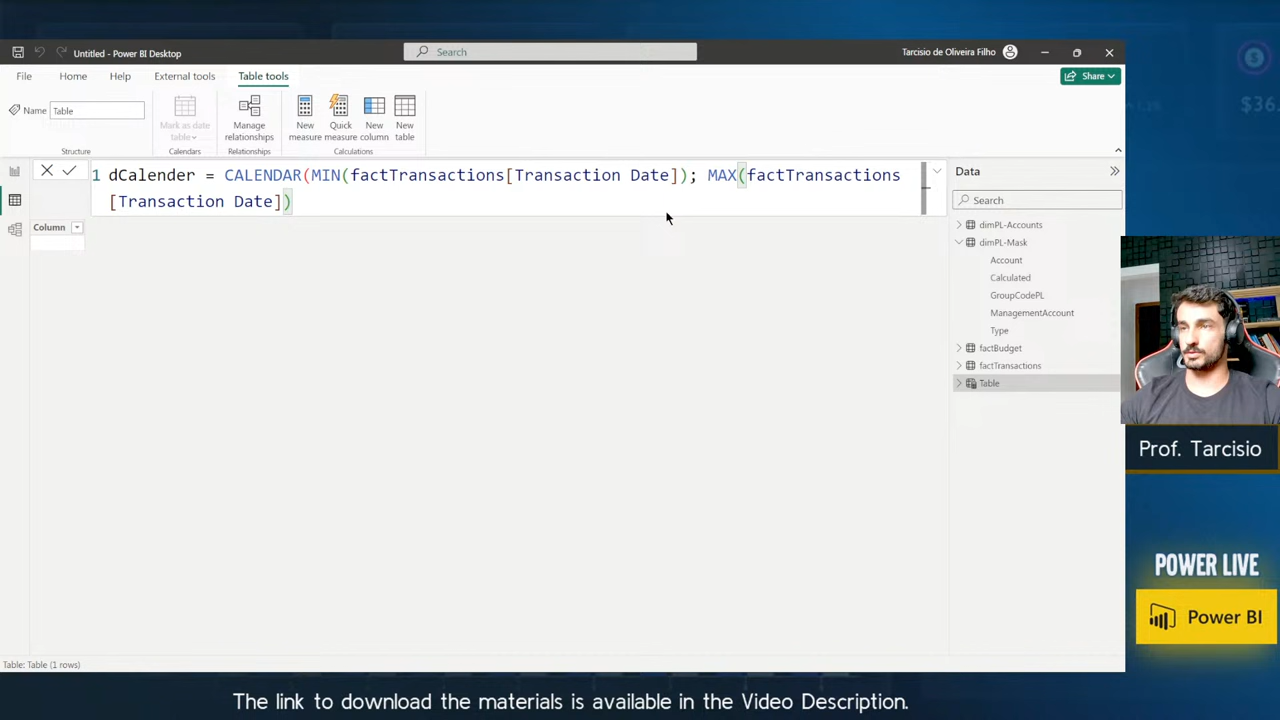 Untitled - Power BI Desktop
Search
Tarcisio de Oliveira Filho
File
Home
Help
External tools
Table tools
Share
Name
Table
Mark as date
table
Manage
relationships
New
measure
Quick
measure
New
column
New
table
Structure
Calendars
Relationships
Calculations
1 dCalender = CALENDAR(MIN(factTransactions[Transaction Date]); MAX(factTransactions
[Transaction Date])
Column
Data
Search
dimPL-Accounts
dimPL-Mask
Account
Calculated
GroupCodePL
ManagementAccount
Type
factBudget
factTransactions
Table
$36.
Prof. Tarcisio
POWER LIVE
Power BI
Table: Table (1 rows)
The link to download the materials is available in the Video Description.